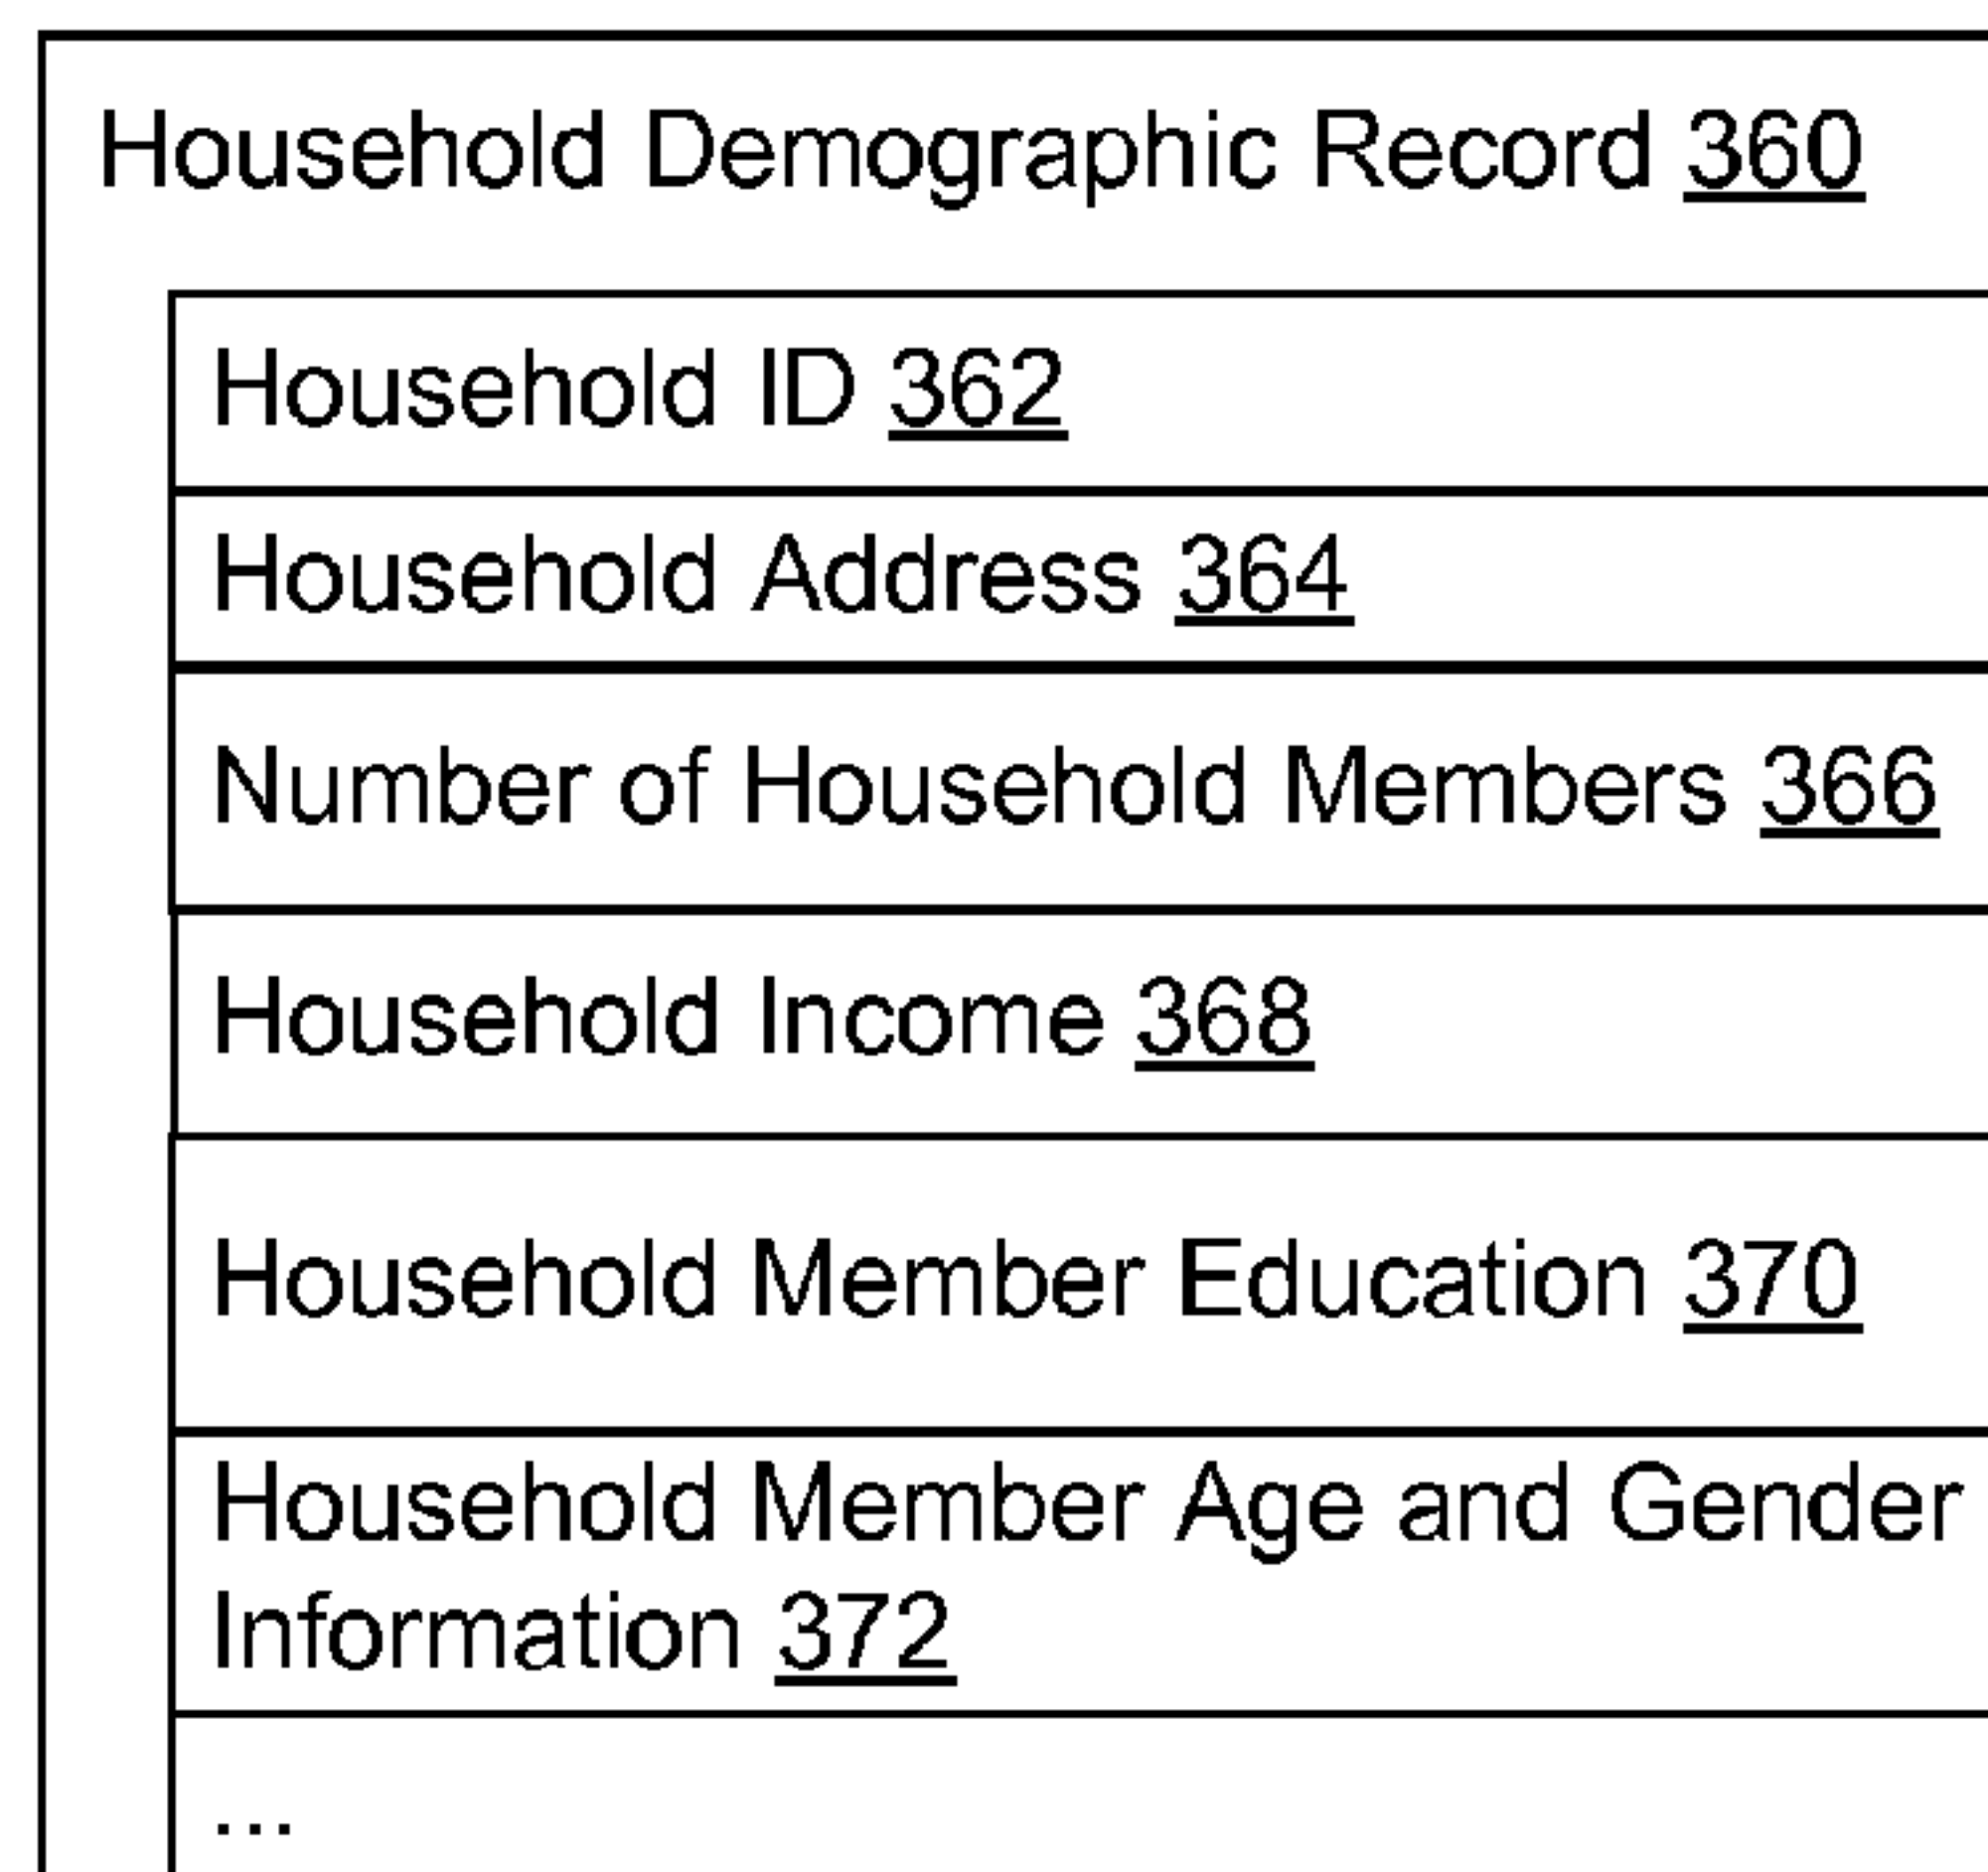 Household Demographic Record 360
Household ID 362
Household Address 364
Number of Household Members 366
Household Income 368
Household Member Education 370
Household Member Age and Gender
Information 372
...